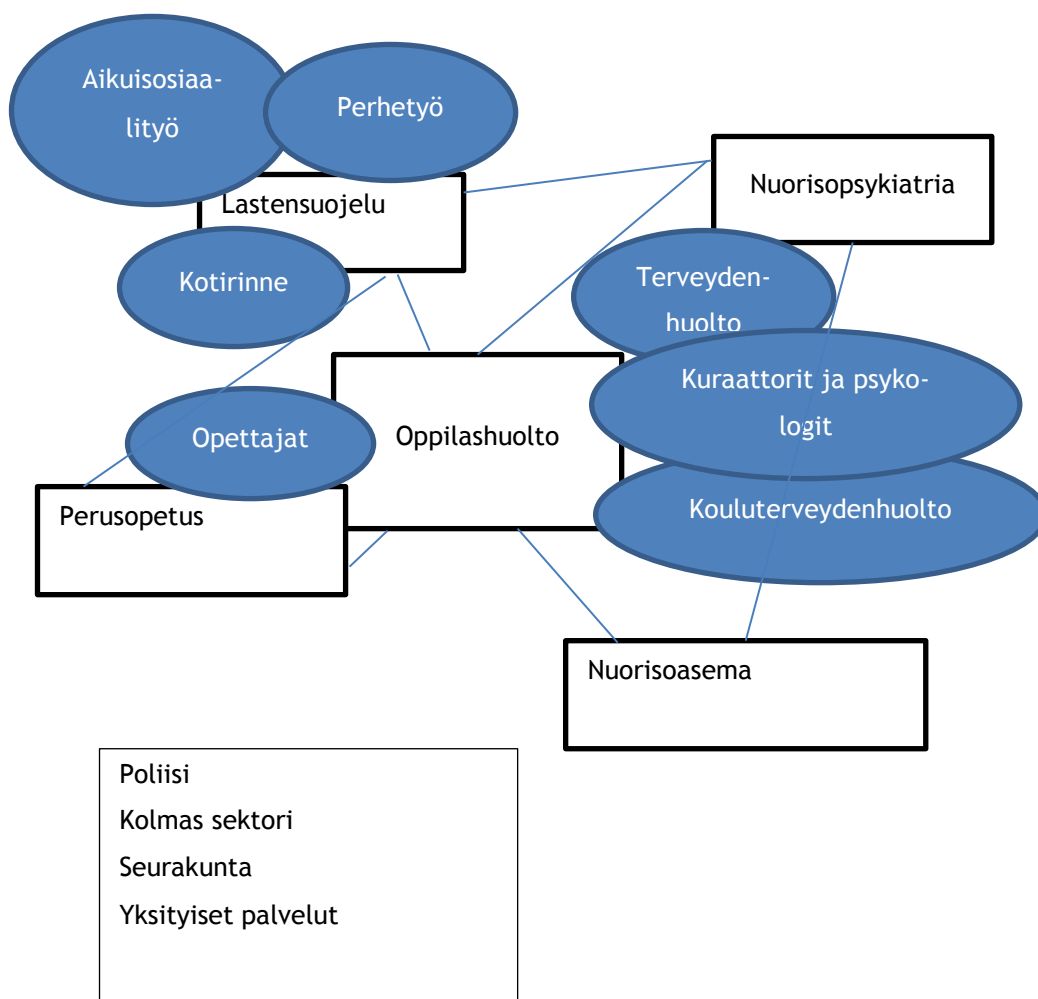 Aikuisosiaa-
lityö
Perhetyö
Nuorisopsykiatria
Lastensuojelu
Kotirinne
Terveyden-
huolto
Kuraattorit ja psyko-
logit
Opettajat
Oppilashuolto
Perusopetus
Kouluterveydenhuolto
Nuorisoasema
Poliisi
Kolmas sektori
Seurakunta
Yksityiset palvelut